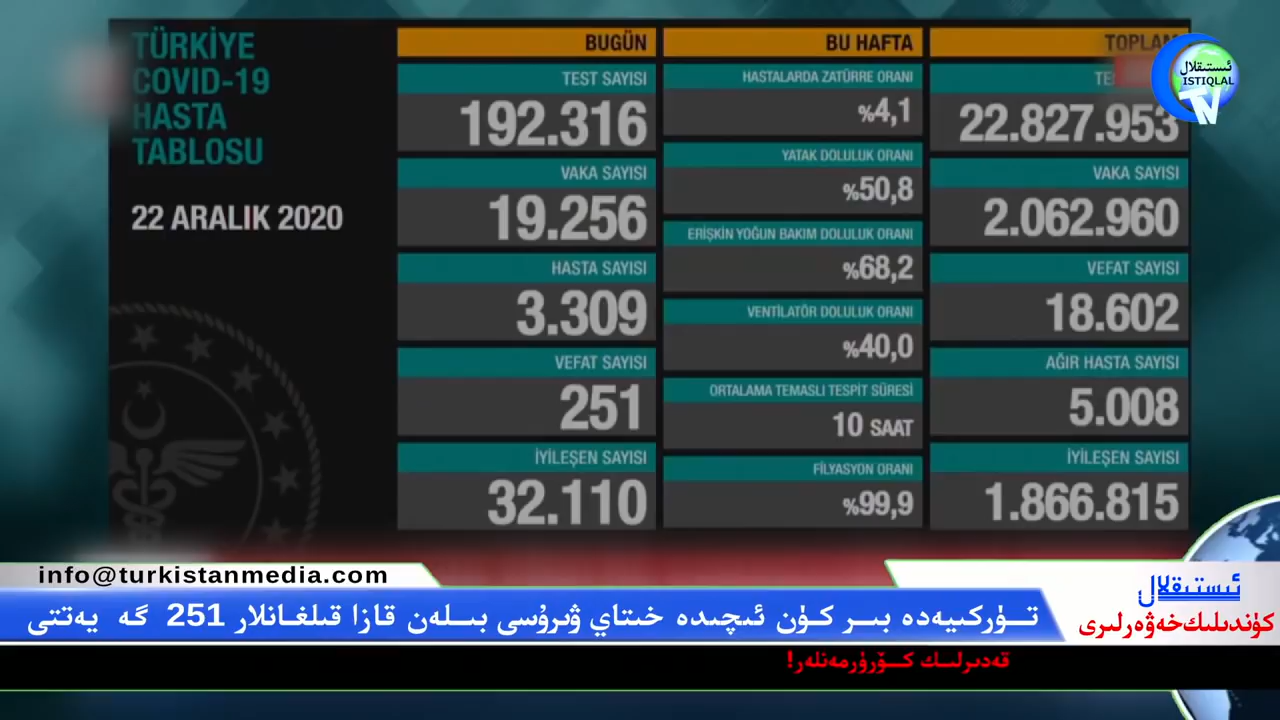 TÜRKİYE
COVID-19
HASTA
TABLOSU
22 ARALIK 2020
BUGÜN
TEST SAYISI
192.316
VAKA SAYISI
19.256
HASTA SAYISI
3.309
VEFAT SAYISI
251
İYİLEŞEN SAYISI
32.110
BU HAFTA
HASTALARDA ZATÜRRE ORANI
%4,1
YATAK DOLULUK ORANI
%50,8
ERİŞKİN YOĞUN BAKIM DOLULUK ORANI
%68,2
VENTİLATÖR DOLULUK ORANI
%40,0
ORTALAMA TEMASLI TESPİT SÜRESİ
10 SAAT
FİLYASYON ORANI
%99,9
TOPLAM
22.827.953
VAKA SAYISI
2.062.960
VEFAT SAYISI
18.602
AĞIR HASTA SAYISI
5.008
İYİLEŞEN SAYISI
1.866.815
ئىستىقلال
ISTIQLAL
TV
info@turkistanmedia.com
تۈركىيەدە بىر كۈن ئىچىدە خىتاي ۋىرۇسى بىلەن قازا قىلغانلار 251 گە يەتتى
ئىستىقلال
كۈندىلىك خەۋەرلىرى
قەدىرلىك كۆرۈرمەنلەر!